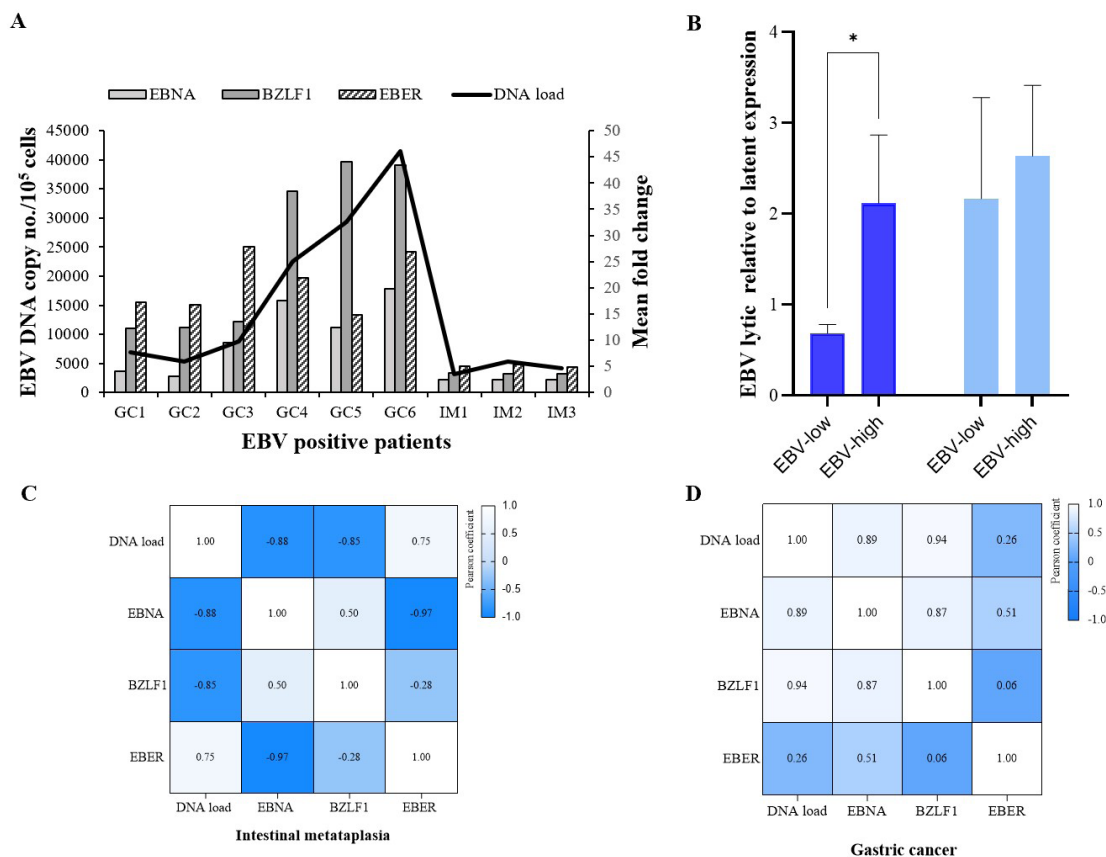 A
EBNA BZLF1 EBER DNA load
EBV DNA copy no./10⁵ cells
45000
40000
35000
30000
25000
20000
15000
10000
5000
0
50
45
40
35
30
25
20
15
10
5
0
Mean fold change
GC1 GC2 GC3 GC4 GC5 GC6 IM1 IM2 IM3
EBV positive patients
B
EBV lytic relative to latent expression
4
3
2
1
0
*
EBV-low
EBV-high
EBV-low
EBV-high
C
DNA load 1.00 -0.88 -0.85 0.75
EBNA -0.88 1.00 0.50 -0.97
BZLF1 -0.85 0.50 1.00 -0.28
EBER 0.75 -0.97 -0.28 1.00
DNA load EBNA BZLF1 EBER
Intestinal metataplasia
Pearson coefficient
1.0
0.5
0
-0.5
-1.0
D
DNA load 1.00 0.89 0.94 0.26
EBNA 0.89 1.00 0.87 0.51
BZLF1 0.94 0.87 1.00 0.06
EBER 0.26 0.51 0.06 1.00
DNA load EBNA BZLF1 EBER
Gastric cancer
Pearson coefficient
1.0
0.5
0
-0.5
-1.0